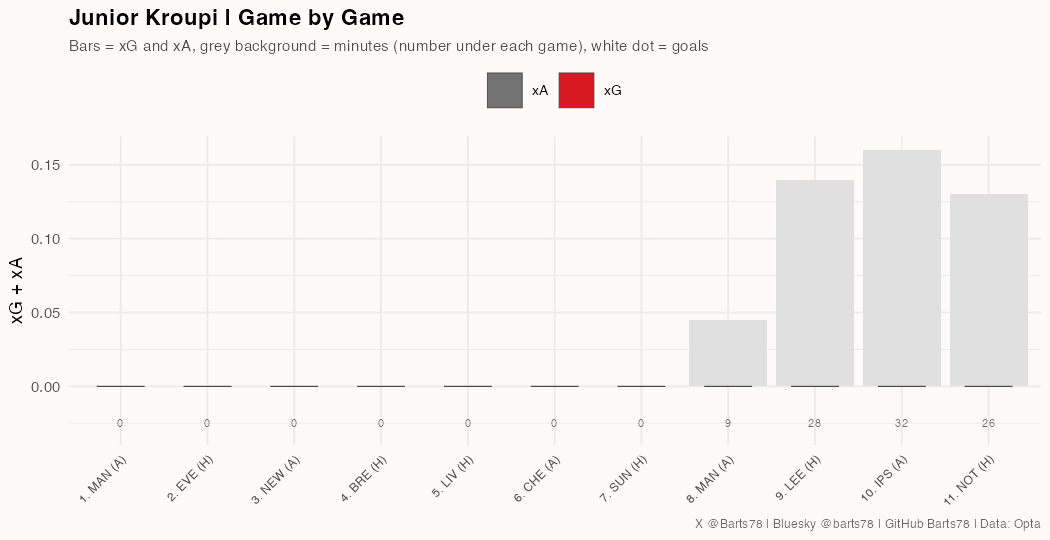 Junior Kroupi | Game by Game
Bars = xG and xA, grey background = minutes (number under each game), white dot = goals
xA
xG
xG + xA
0.15
0.10
0.05
0.00
0
0
0
0
0
0
0
9
28
32
26
1. MAN (A)
2. EVE (H)
3. NEW (A)
4. BRE (H)
5. LIV (H)
6. CHE (A)
7. SUN (H)
8. MAN (A)
9. LEE (H)
10. IPS (A)
11. NOT (H)
X @Barts78 | Bluesky @barts78 | GitHub Barts78 | Data: Opta